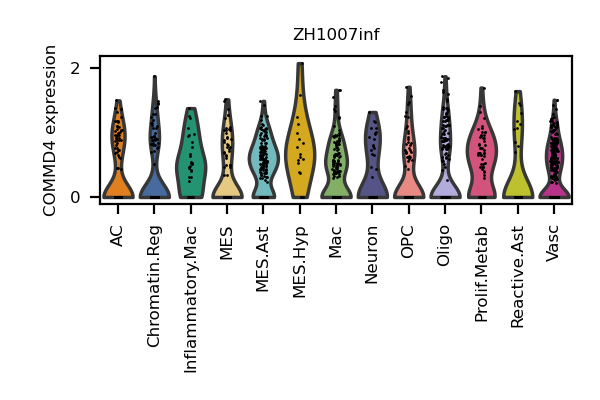 ZH1007inf
COMMD4 expression
2
0
AC
Chromatin.Reg
Inflammatory.Mac
MES
MES.Ast
MES.Hyp
Mac
Neuron
OPC
Oligo
Prolif.Metab
Reactive.Ast
Vasc